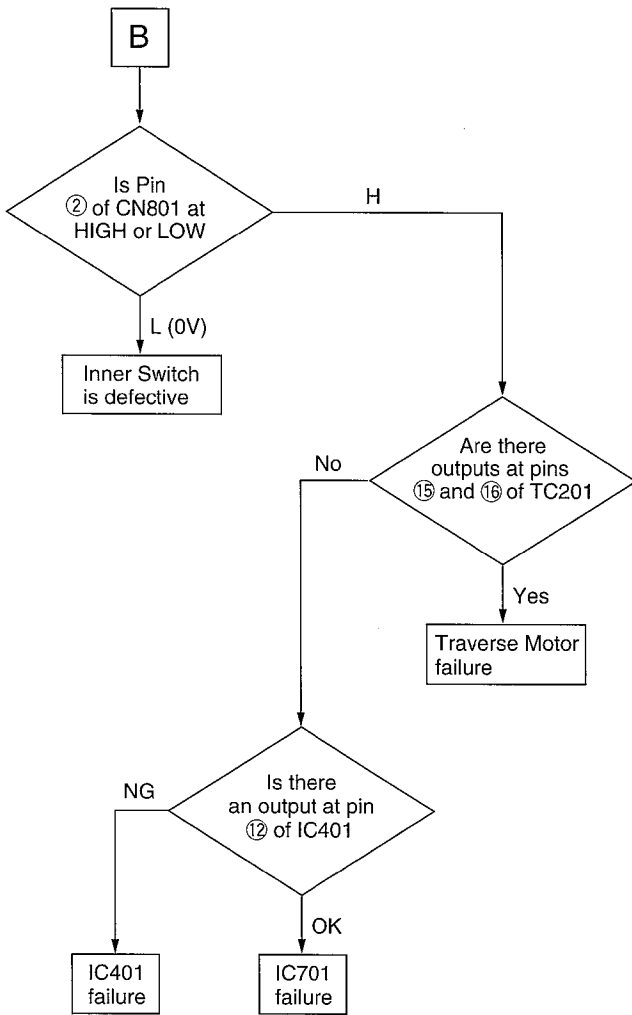 B
Is Pin
② of CN801 at
HIGH or LOW
H
L (0V)
Inner Switch
is defective
Are there
outputs at pins
⑮ and ⑯ of TC201
No
Yes
Traverse Motor
failure
Is there
an output at pin
⑫ of IC401
NG
OK
IC401
failure
IC701
failure